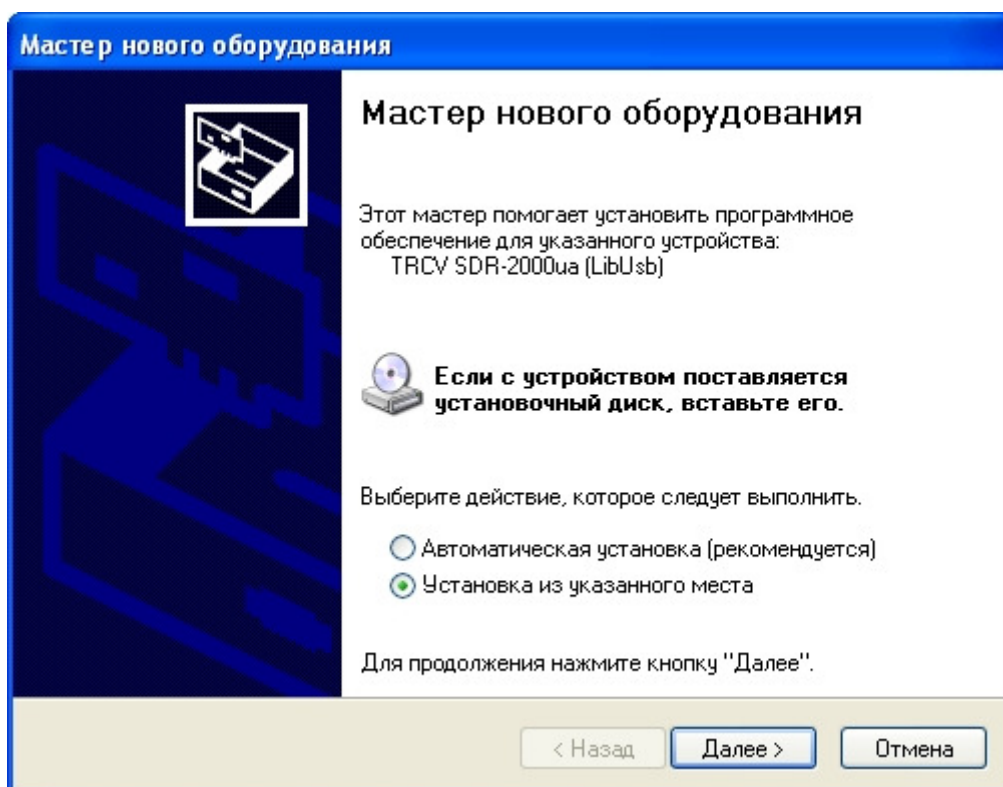 Мастер нового оборудования
Мастер нового оборудования
Этот мастер помогает установить программное
обеспечение для указанного устройства:
TRCV SDR-2000ua (LibUsb)
Если с устройством поставляется
установочный диск, вставьте его.
Выберите действие, которое следует выполнить.
Автоматическая установка (рекомендуется)
Установка из указанного места
Для продолжения нажмите кнопку "Далее".
< Назад Далее > Отмена